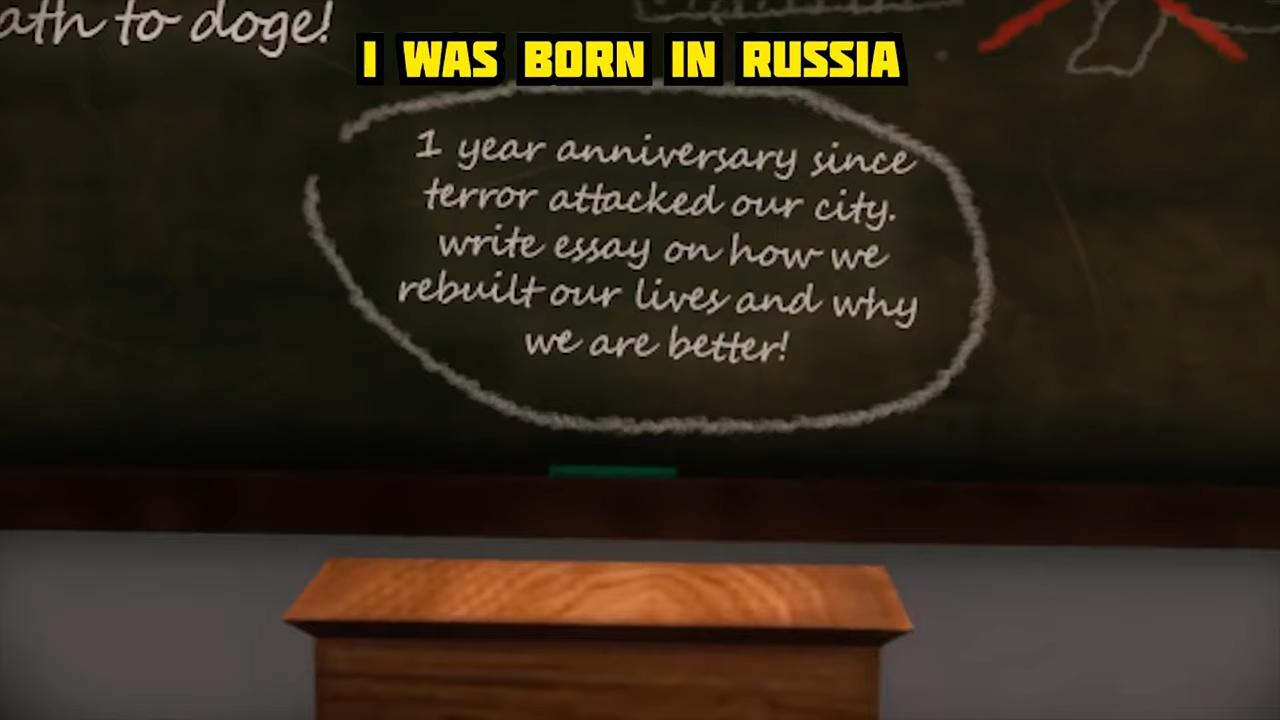 ath to doge!
I WAS BORN IN RUSSIA
1 year anniversary since
terror attacked our city.
write essay on how we
rebuilt our lives and why
we are better!